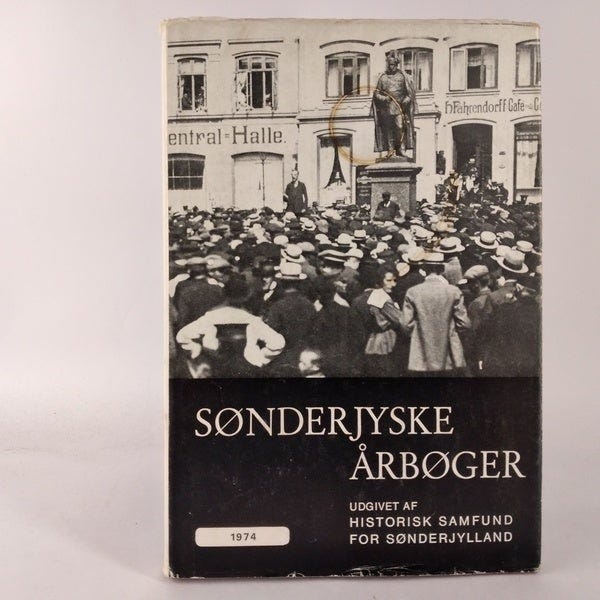 entral=Halle.
H. Fahrendorff Cafe
SØNDERJYSKE
ÅRBØGER
UDGIVET AF
HISTORISK SAMFUND
FOR SØNDERJYLLAND
1974